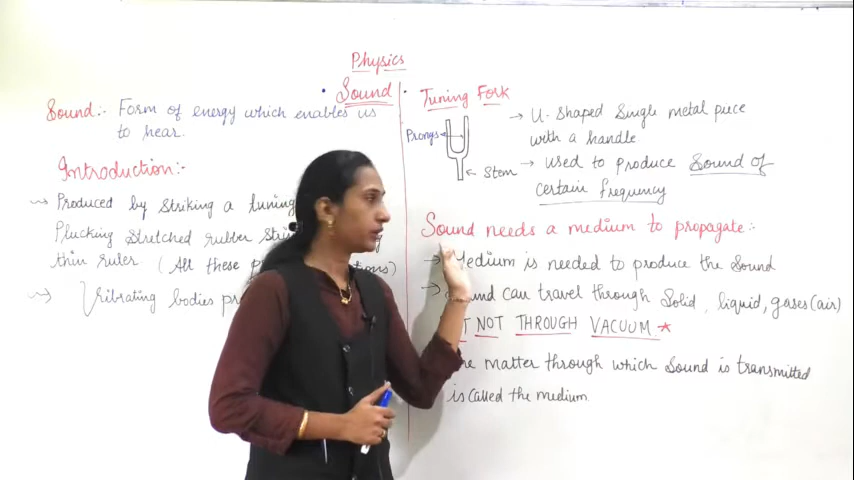 Physics
Sound
Sound:- Form of energy which enables us
to hear.
Introduction:-
Produced by striking a tuning
Plucking stretched rubber
thin ruler (All these
Vibrating bodies
Tuning Fork
Prongs
Stem
→ U-shaped single metal piece
with a handle
→ used to produce Sound of
certain frequency
Sound needs a medium to propagate:-
→ Medium is needed to produce the Sound
→ Sound can travel through Solid, liquid, gases (air)
NOT THROUGH VACUUM *
matter through which Sound is transmitted
is called the medium